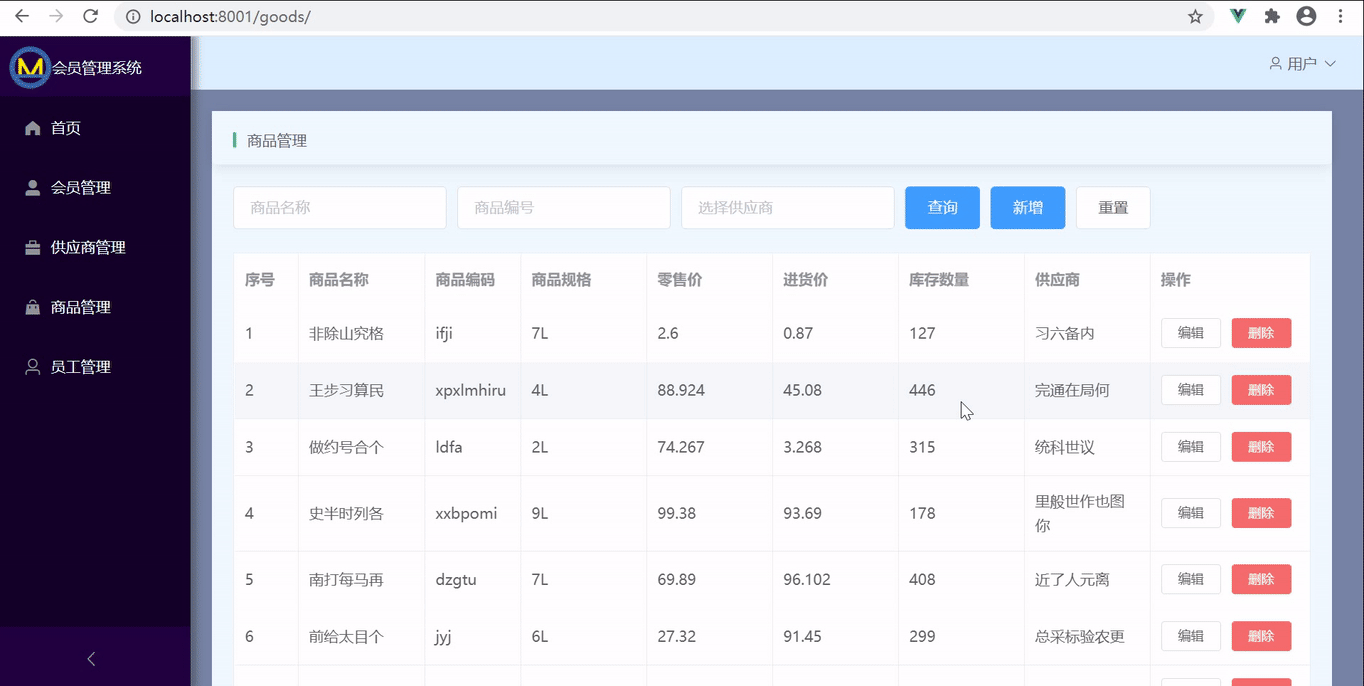 localhost:8001/goods/
M 会员管理系统
用户
首页
会员管理
供应商管理
商品管理
员工管理
商品管理
商品名称 商品编号 选择供应商 查询 新增 重置
序号 商品名称 商品编码 商品规格 零售价 进货价 库存数量 供应商 操作
1 非除山究格 ifji 7L 2.6 0.87 127 习六备内 编辑 删除
2 王步习算民 xpxlmhiru 4L 88.924 45.08 446 完通在局何 编辑 删除
3 做约号合个 ldfa 2L 74.267 3.268 315 统科世议 编辑 删除
4 史半时列各 xxbpomi 9L 99.38 93.69 178 里般世作也图
你 编辑 删除
5 南打每马再 dzgtu 7L 69.89 96.102 408 近了人元离 编辑 删除
6 前给太目个 jyj 6L 27.32 91.45 299 总采标验农更 编辑 删除